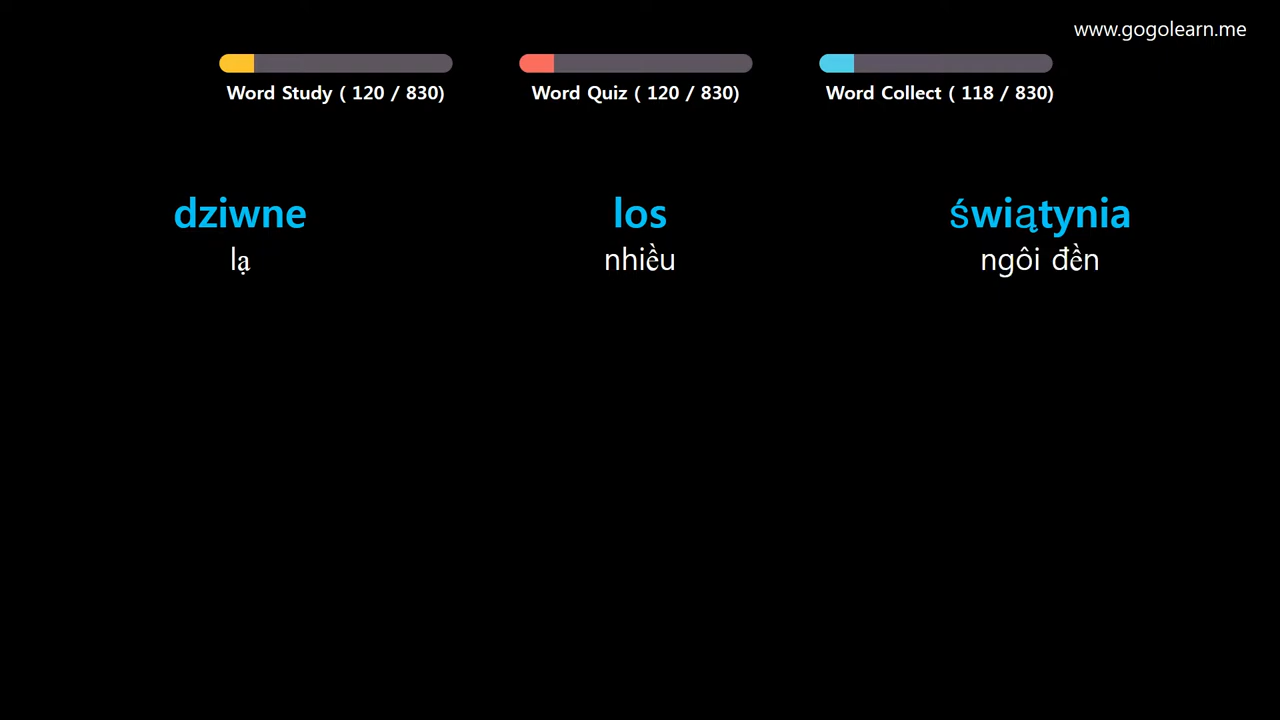 www.gogolearn.me
Word Study ( 120 / 830)
Word Quiz ( 120 / 830)
Word Collect ( 118 / 830)
dziwne
los
świątynia
lạ
nhiều
ngôi đền